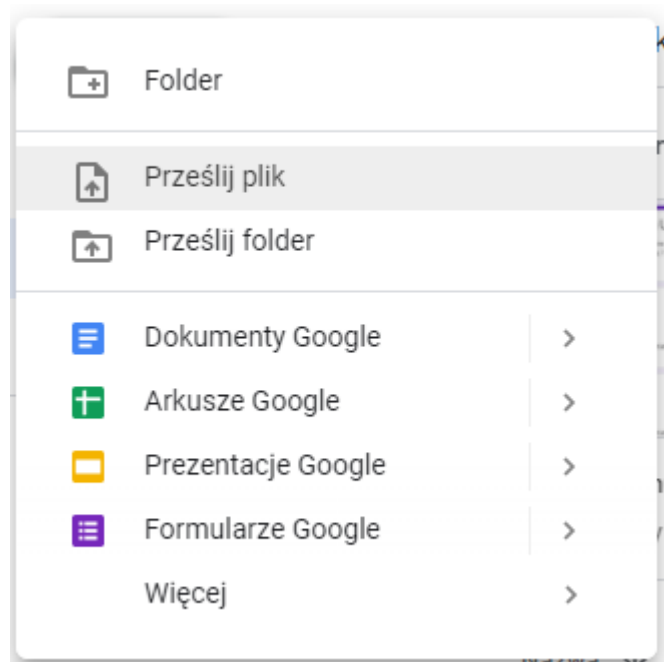 Folder
Prześlij plik
Prześlij folder
Dokumenty Google
Arkusze Google
Prezentacje Google
Formularze Google
Więcej